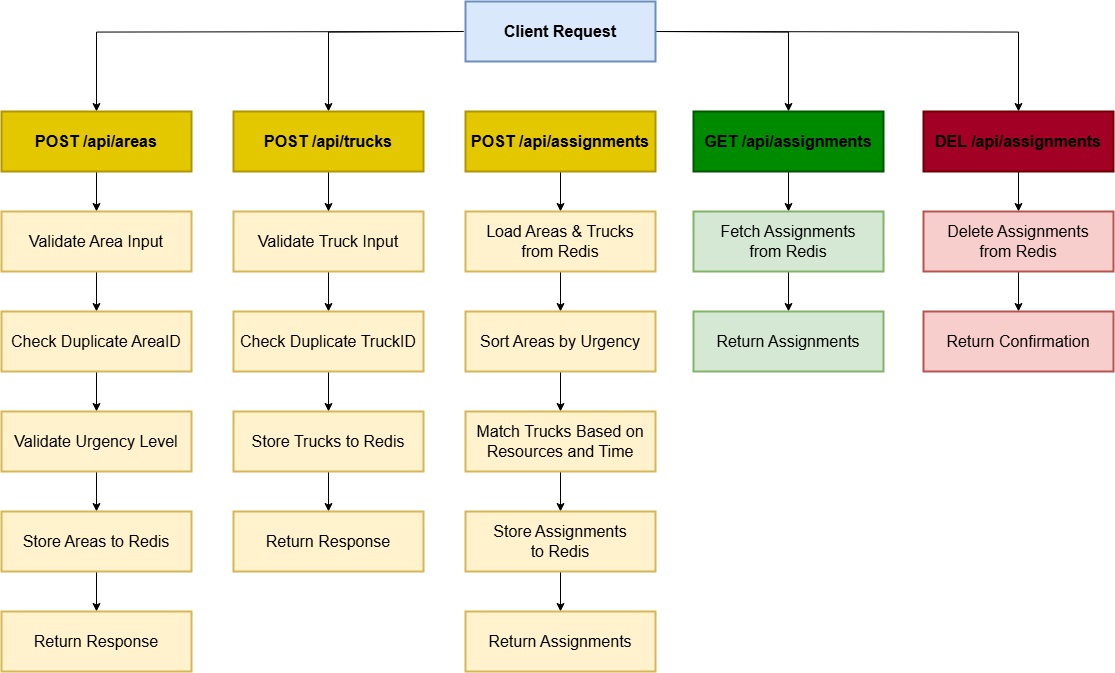 Client Request
POST /api/areas
Validate Area Input
Check Duplicate AreaID
Validate Urgency Level
Store Areas to Redis
Return Response
POST /api/trucks
Validate Truck Input
Check Duplicate TruckID
Store Trucks to Redis
Return Response
POST /api/assignments
Load Areas & Trucks
from Redis
Sort Areas by Urgency
Match Trucks Based on
Resources and Time
Store Assignments
to Redis
Return Assignments
GET /api/assignments
Fetch Assignments
from Redis
Return Assignments
DEL /api/assignments
Delete Assignments
from Redis
Return Confirmation